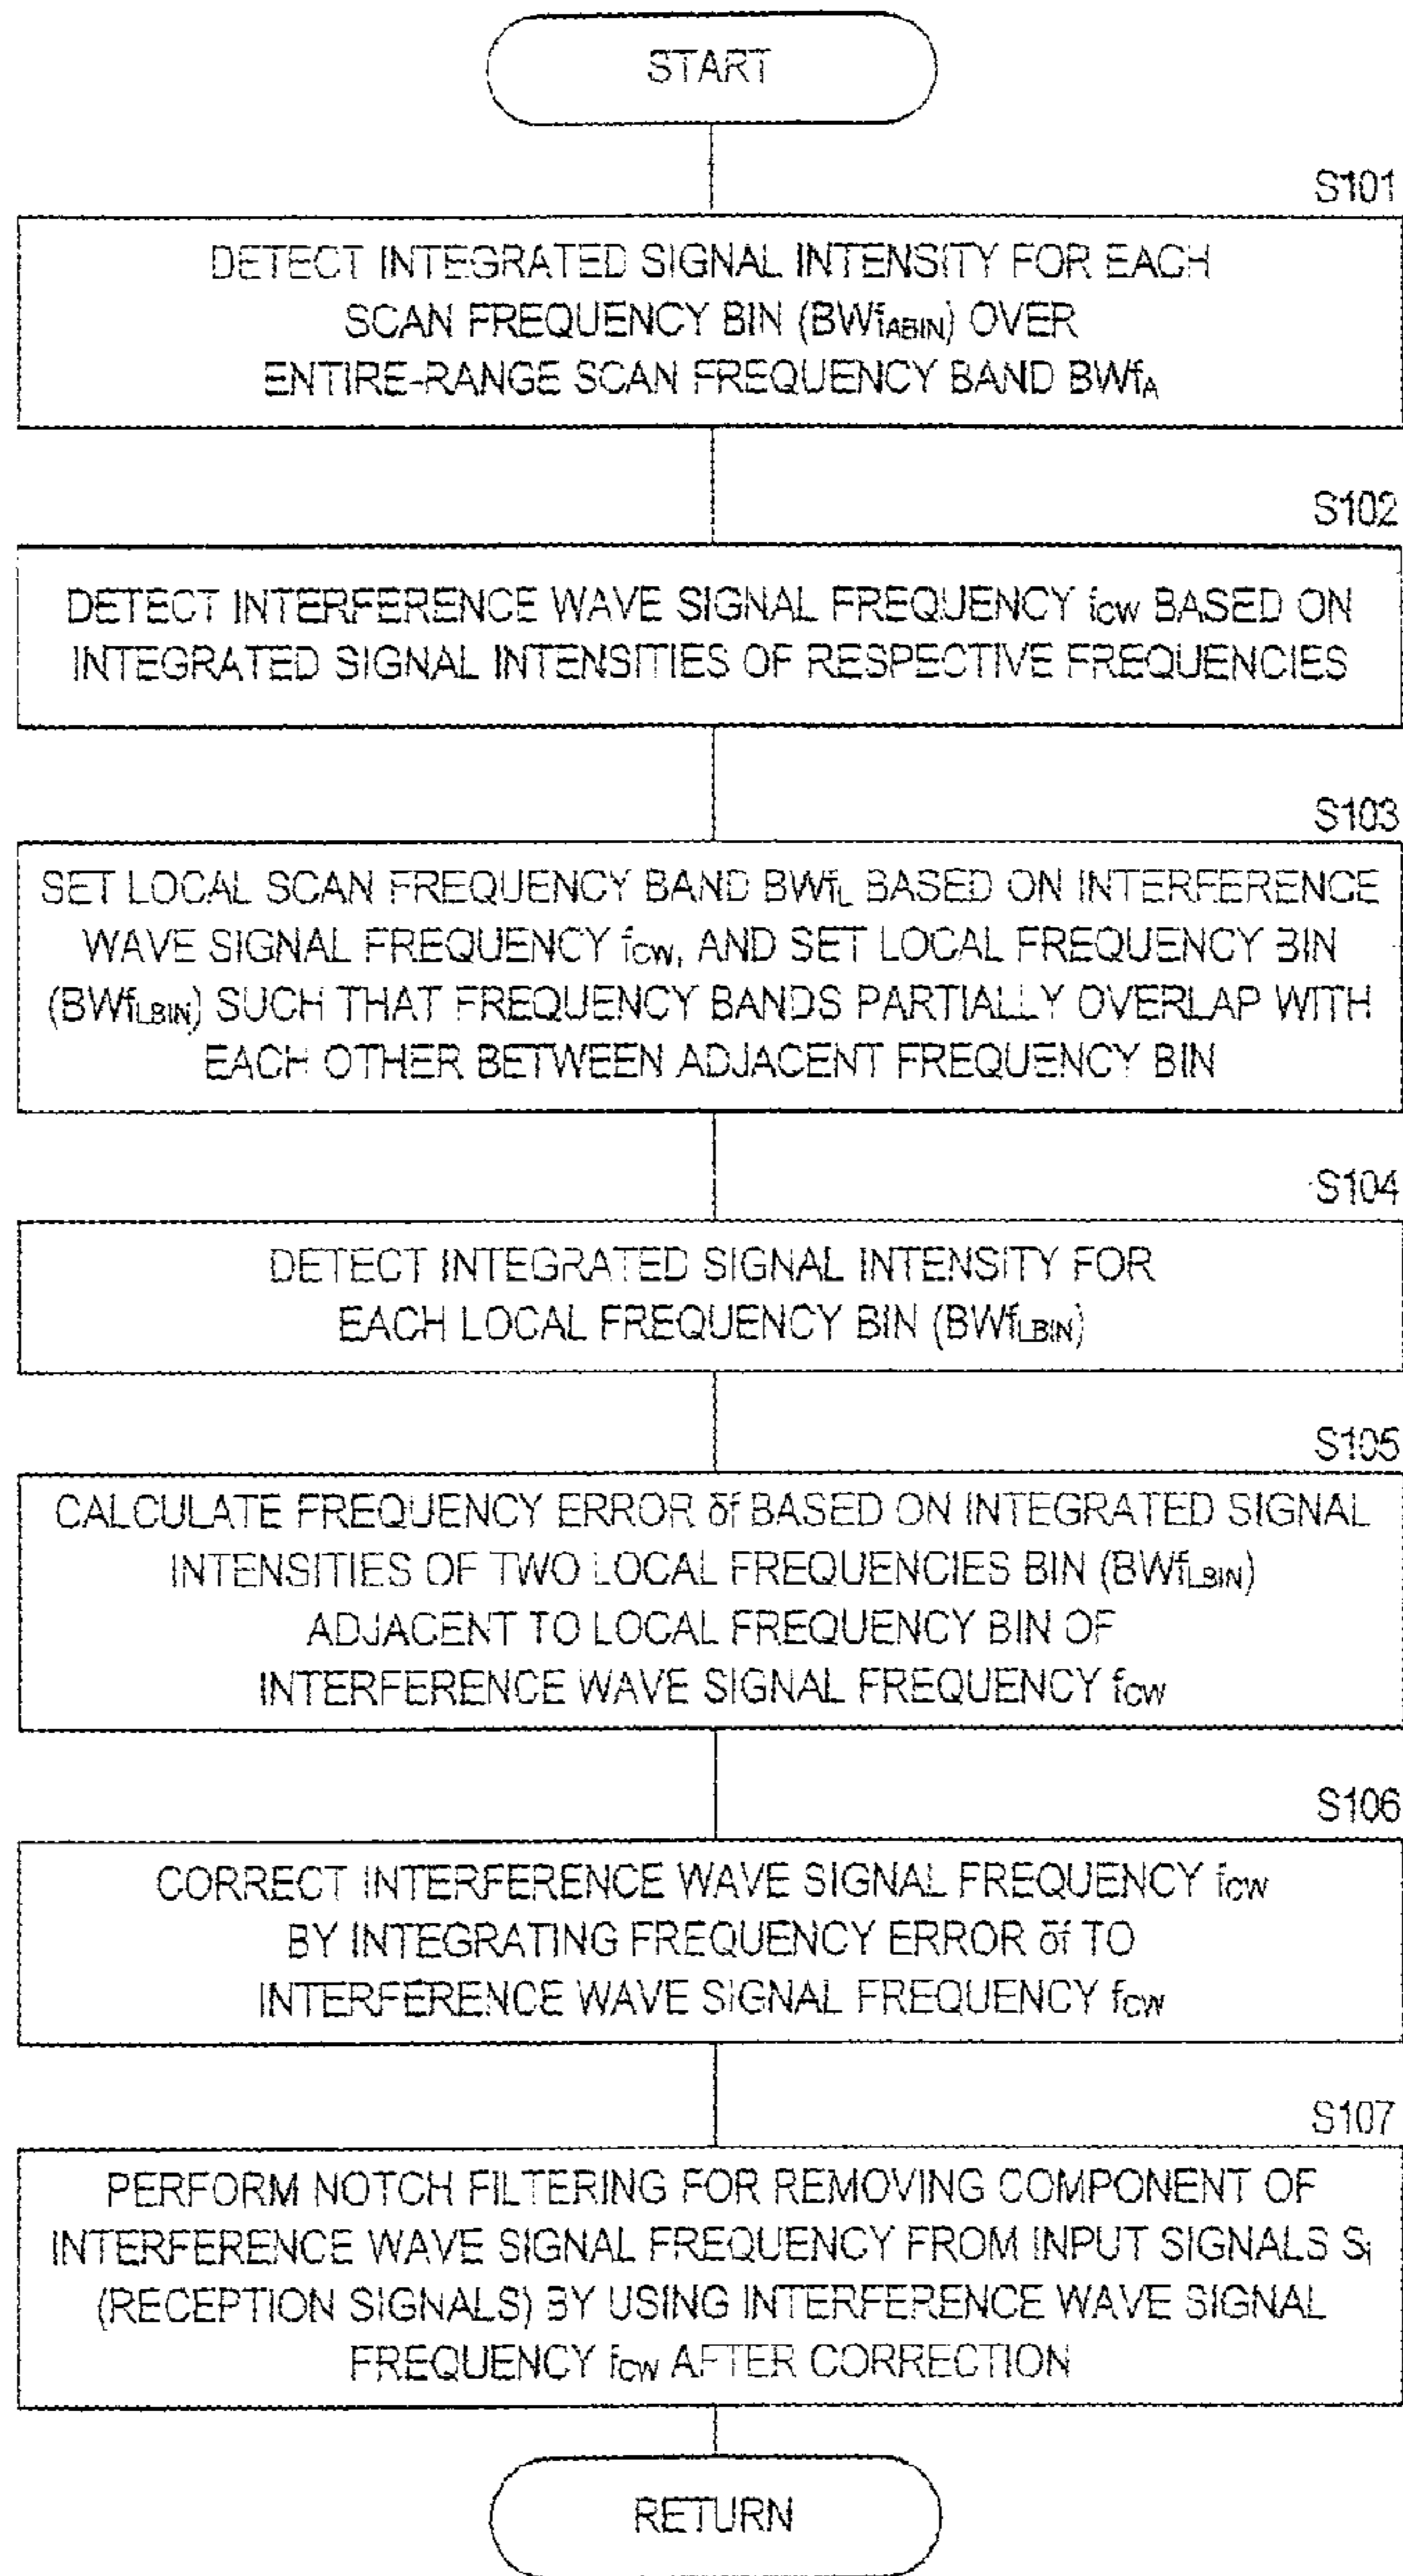 START
S101
DETECT INTEGRATED SIGNAL INTENSITY FOR EACH
SCAN FREQUENCY BIN (BWfABIN) OVER
ENTIRE-RANGE SCAN FREQUENCY BAND BWfA
S102
DETECT INTERFERENCE WAVE SIGNAL FREQUENCY fCW BASED ON
INTEGRATED SIGNAL INTENSITIES OF RESPECTIVE FREQUENCIES
S103
SET LOCAL SCAN FREQUENCY BAND BWfL BASED ON INTERFERENCE
WAVE SIGNAL FREQUENCY fCW, AND SET LOCAL FREQUENCY BIN
(BWfLBIN) SUCH THAT FREQUENCY BANDS PARTIALLY OVERLAP WITH
EACH OTHER BETWEEN ADJACENT FREQUENCY BIN
S104
DETECT INTEGRATED SIGNAL INTENSITY FOR
EACH LOCAL FREQUENCY BIN (BWfLBIN)
S105
CALCULATE FREQUENCY ERROR δf BASED ON INTEGRATED SIGNAL
INTENSITIES OF TWO LOCAL FREQUENCIES BIN (BWfLBIN)
ADJACENT TO LOCAL FREQUENCY BIN OF
INTERFERENCE WAVE SIGNAL FREQUENCY fCW
S106
CORRECT INTERFERENCE WAVE SIGNAL FREQUENCY fCW
BY INTEGRATING FREQUENCY ERROR δf TO
INTERFERENCE WAVE SIGNAL FREQUENCY fCW
S107
PERFORM NOTCH FILTERING FOR REMOVING COMPONENT OF
INTERFERENCE WAVE SIGNAL FREQUENCY FROM INPUT SIGNALS Si
(RECEPTION SIGNALS) BY USING INTERFERENCE WAVE SIGNAL
FREQUENCY fCW AFTER CORRECTION
RETURN